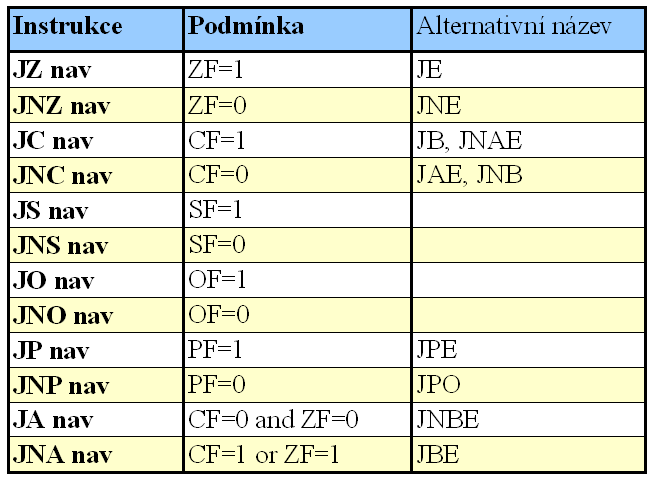 Instrukce Podmínka Alternativní název
JZ nav ZF=1 JE
JNZ nav ZF=0 JNE
JC nav CF=1 JB, JNAE
JNC nav CF=0 JAE, JNB
JS nav SF=1
JNS nav SF=0
JO nav OF=1
JNO nav OF=0
JP nav PF=1 JPE
JNP nav PF=0 JPO
JA nav CF=0 and ZF=0 JNBE
JNA nav CF=1 or ZF=1 JBE